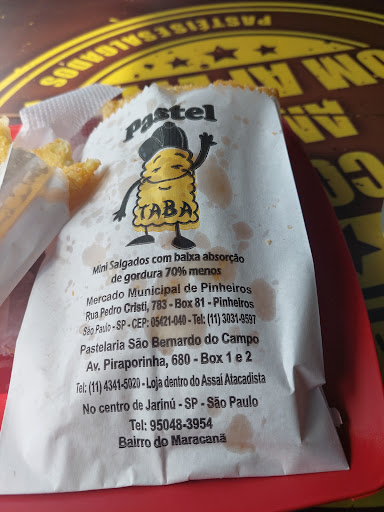 PASTÉIS E SALGADOS
Pastel
TABA
Mini Salgados com baixa absorção
de gordura 70% menos
Mercado Municipal de Pinheiros
Rua Pedro Cristi, 783 - Box 81 - Pinheiros
São Paulo - SP - CEP: 05421-040 - Tel: (11) 3031-9597
Pastelaria São Bernardo do Campo
Av. Piraporinha, 680 - Box 1 e 2
Tel: (11) 4341-5020 - Loja dentro do Assaí Atacadista
No centro de Jarinú - SP - São Paulo
Tel: 95048-3954
Bairro do Maracanã